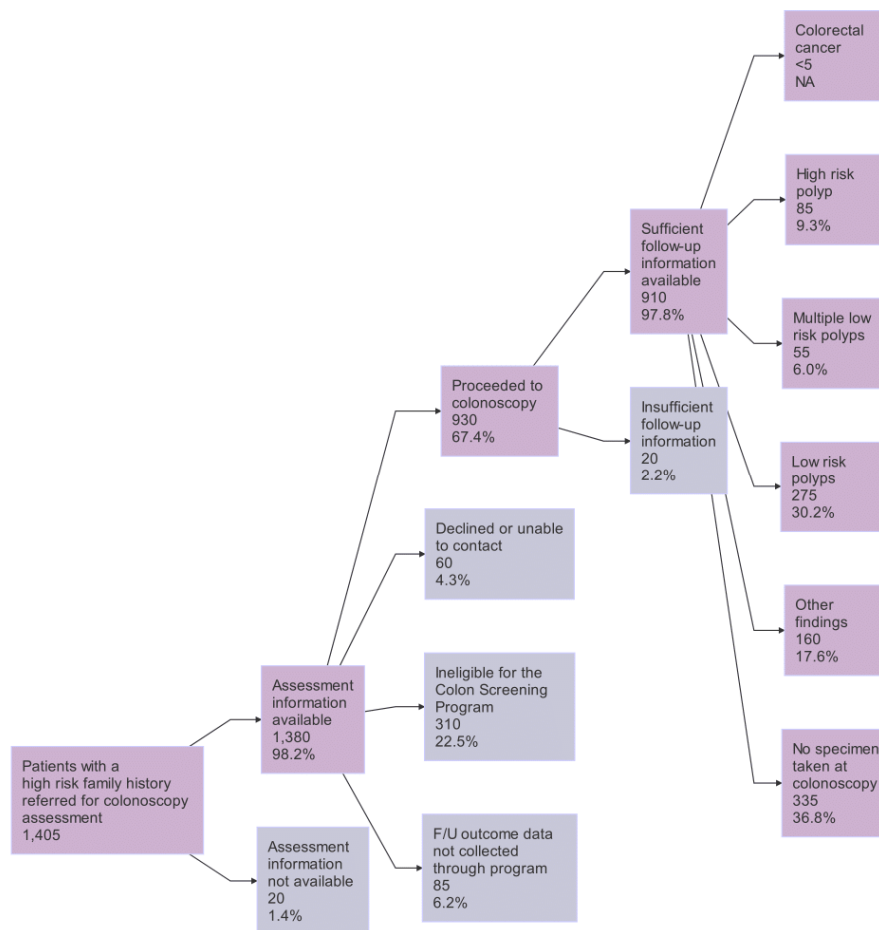 Patients with a
high risk family history
referred for colonoscopy
assessment
1,405
Assessment
information
available
1,380
98.2%
Assessment
information
not available
20
1.4%
Proceeded to
colonoscopy
930
67.4%
Declined or unable
to contact
60
4.3%
Ineligible for the
Colon Screening
Program
310
22.5%
F/U outcome data
not collected
through program
85
6.2%
Sufficient
follow-up
information
available
910
97.8%
Insufficient
follow-up
information
20
2.2%
Colorectal
cancer
<5
NA
High risk
polyp
85
9.3%
Multiple low
risk polyps
55
6.0%
Low risk
polyps
275
30.2%
Other
findings
160
17.6%
No specimen
taken at
colonoscopy
335
36.8%